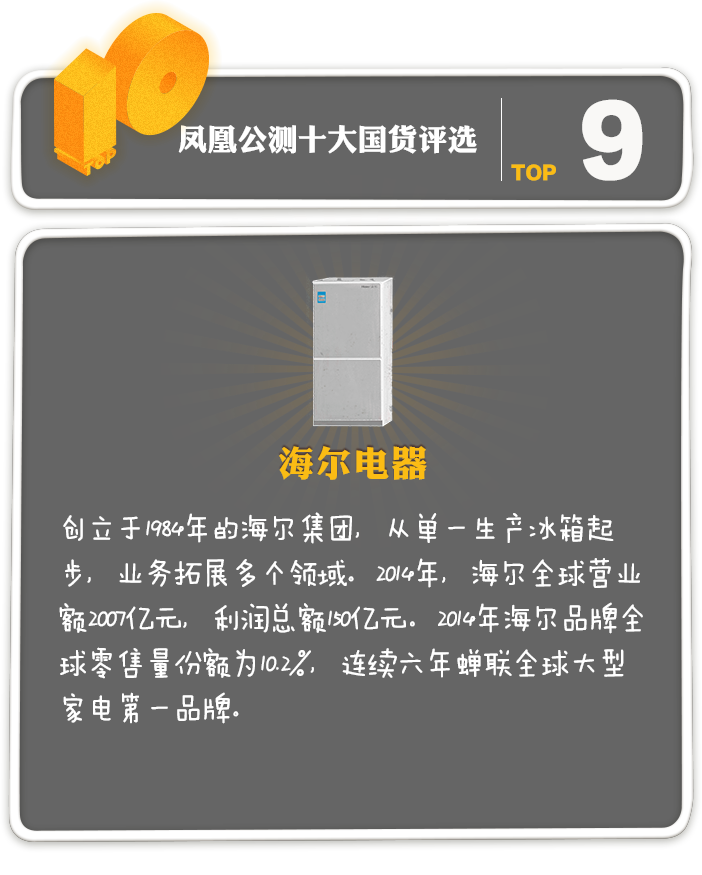 10
TOP
凤凰公测十大国货评选
TOP 9
海尔电器
创立于1984年的海尔集团，从单一生产冰箱起
步，业务拓展多个领域。2014年，海尔全球营业
额2007亿元，利润总额150亿元。2014年海尔品牌全
球零售量份额为10.2%，连续六年蝉联全球大型
家电第一品牌。